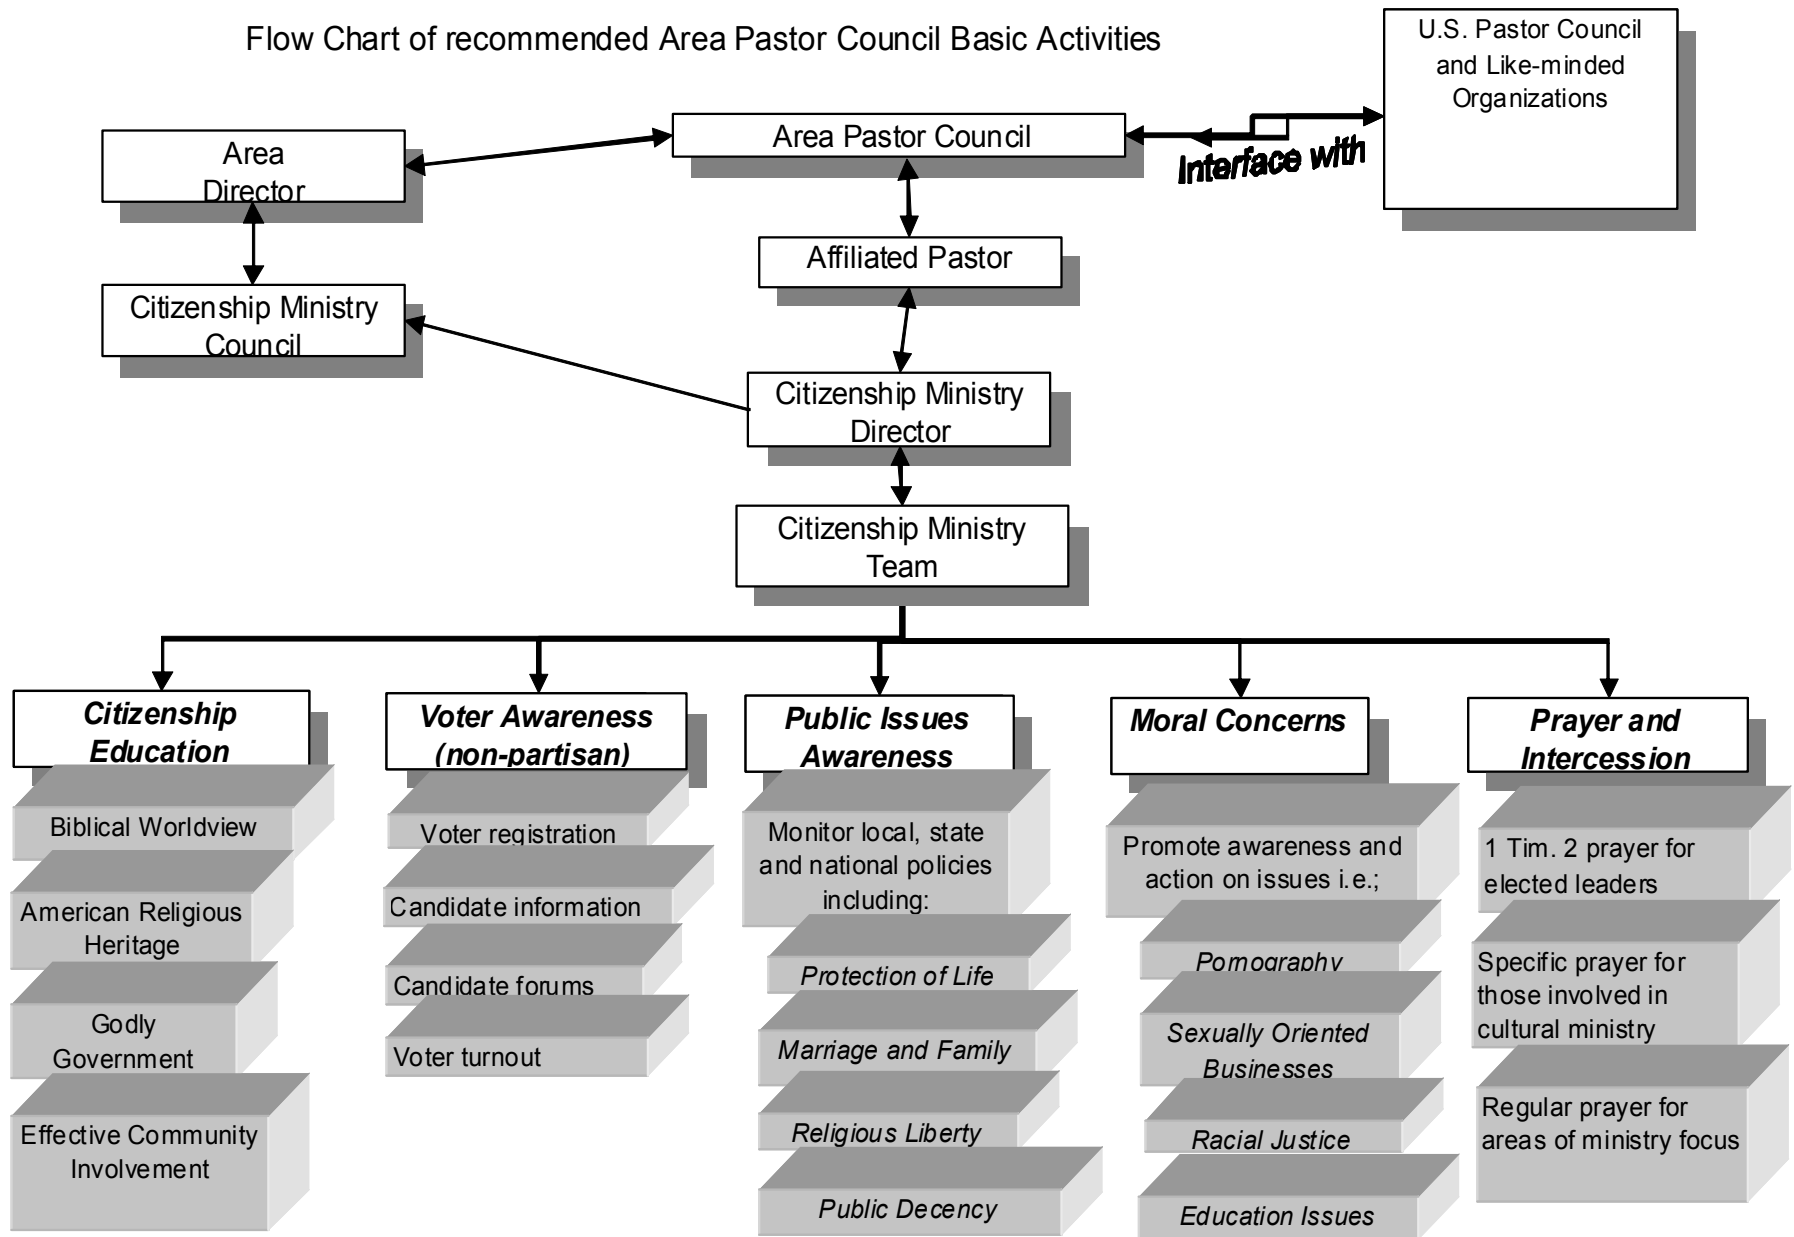 Flow Chart of recommended Area Pastor Council Basic Activities
U.S. Pastor Council
and Like-minded
Organizations
Area Pastor Council
Interface with
Area
Director
Affiliated Pastor
Citizenship Ministry
Council
Citizenship Ministry
Director
Citizenship Ministry
Team
Citizenship
Education
Biblical Worldview
American Religious
Heritage
Godly
Government
Effective Community
Involvement
Voter Awareness
(non-partisan)
Voter registration
Candidate information
Candidate forums
Voter turnout
Public Issues
Awareness
Monitor local, state
and national policies
including:
Protection of Life
Marriage and Family
Religious Liberty
Public Decency
Moral Concerns
Promote awareness and
action on issues i.e.;
Pornography
Sexually Oriented
Businesses
Racial Justice
Education Issues
Prayer and
Intercession
1 Tim. 2 prayer for
elected leaders
Specific prayer for
those involved in
cultural ministry
Regular prayer for
areas of ministry focus